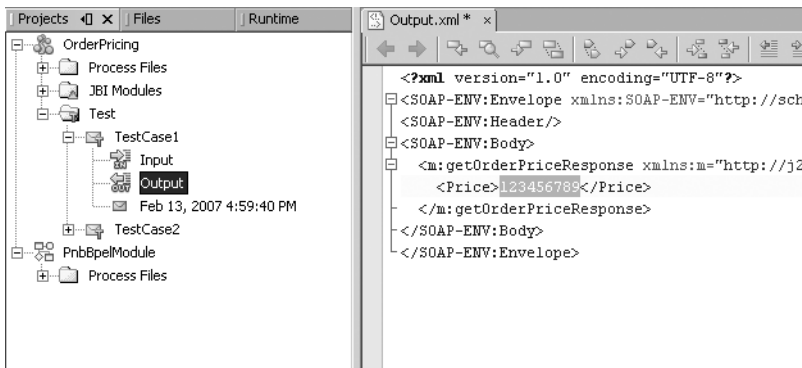 Projects
Files
Runtime
OrderPricing
Process Files
JBI Modules
Test
TestCase1
Input
Output
Feb 13, 2007 4:59:40 PM
TestCase2
PnbBpelModule
Process Files
Output.xml *
<?xml version="1.0" encoding="UTF-8"?>
<SOAP-ENV:Envelope xmlns:SOAP-ENV="http://sch
<SOAP-ENV:Header/>
<SOAP-ENV:Body>
<m:getOrderPriceResponse xmlns:m="http://j2
<Price>123456789</Price>
</m:getOrderPriceResponse>
</SOAP-ENV:Body>
</SOAP-ENV:Envelope>